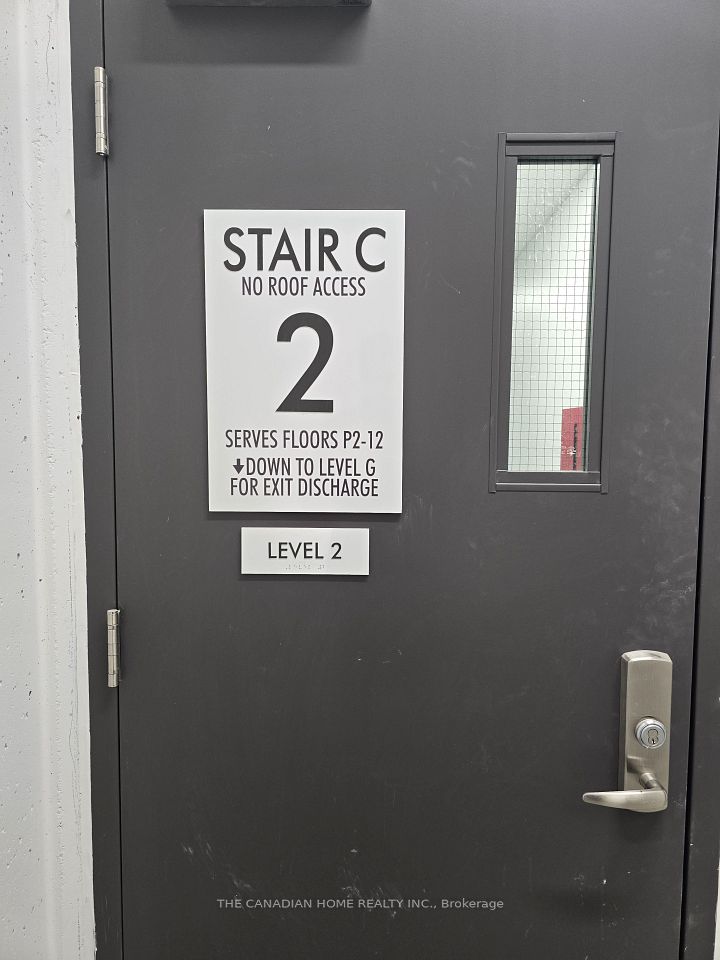 STAIR C
NO ROOF ACCESS
2
SERVES FLOORS P2-12
↓DOWN TO LEVEL G
FOR EXIT DISCHARGE
LEVEL 2
THE CANADIAN HOME REALTY INC., Brokerage